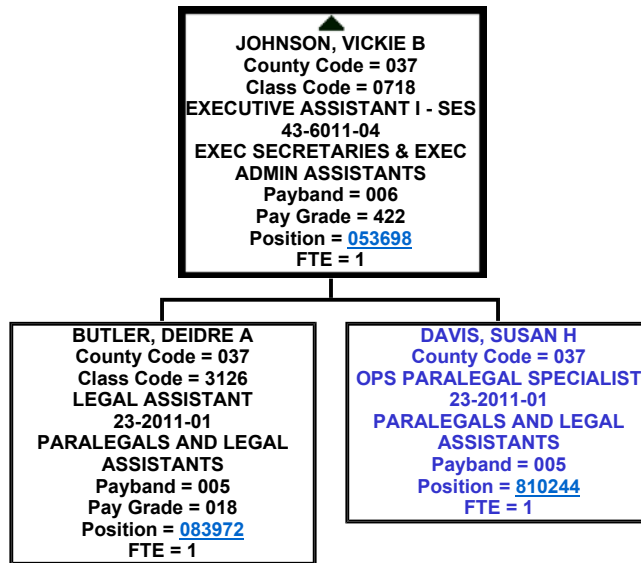 JOHNSON, VICKIE B
County Code = 037
Class Code = 0718
EXECUTIVE ASSISTANT I - SES
43-6011-04
EXEC SECRETARIES & EXEC
ADMIN ASSISTANTS
Payband = 006
Pay Grade = 422
Position = 053698
FTE = 1
BUTLER, DEIDRE A
County Code = 037
Class Code = 3126
LEGAL ASSISTANT
23-2011-01
PARALEGALS AND LEGAL
ASSISTANTS
Payband = 005
Pay Grade = 018
Position = 083972
FTE = 1
DAVIS, SUSAN H
County Code = 037
OPS PARALEGAL SPECIALIST
23-2011-01
PARALEGALS AND LEGAL
ASSISTANTS
Payband = 005
Position = 810244
FTE = 1